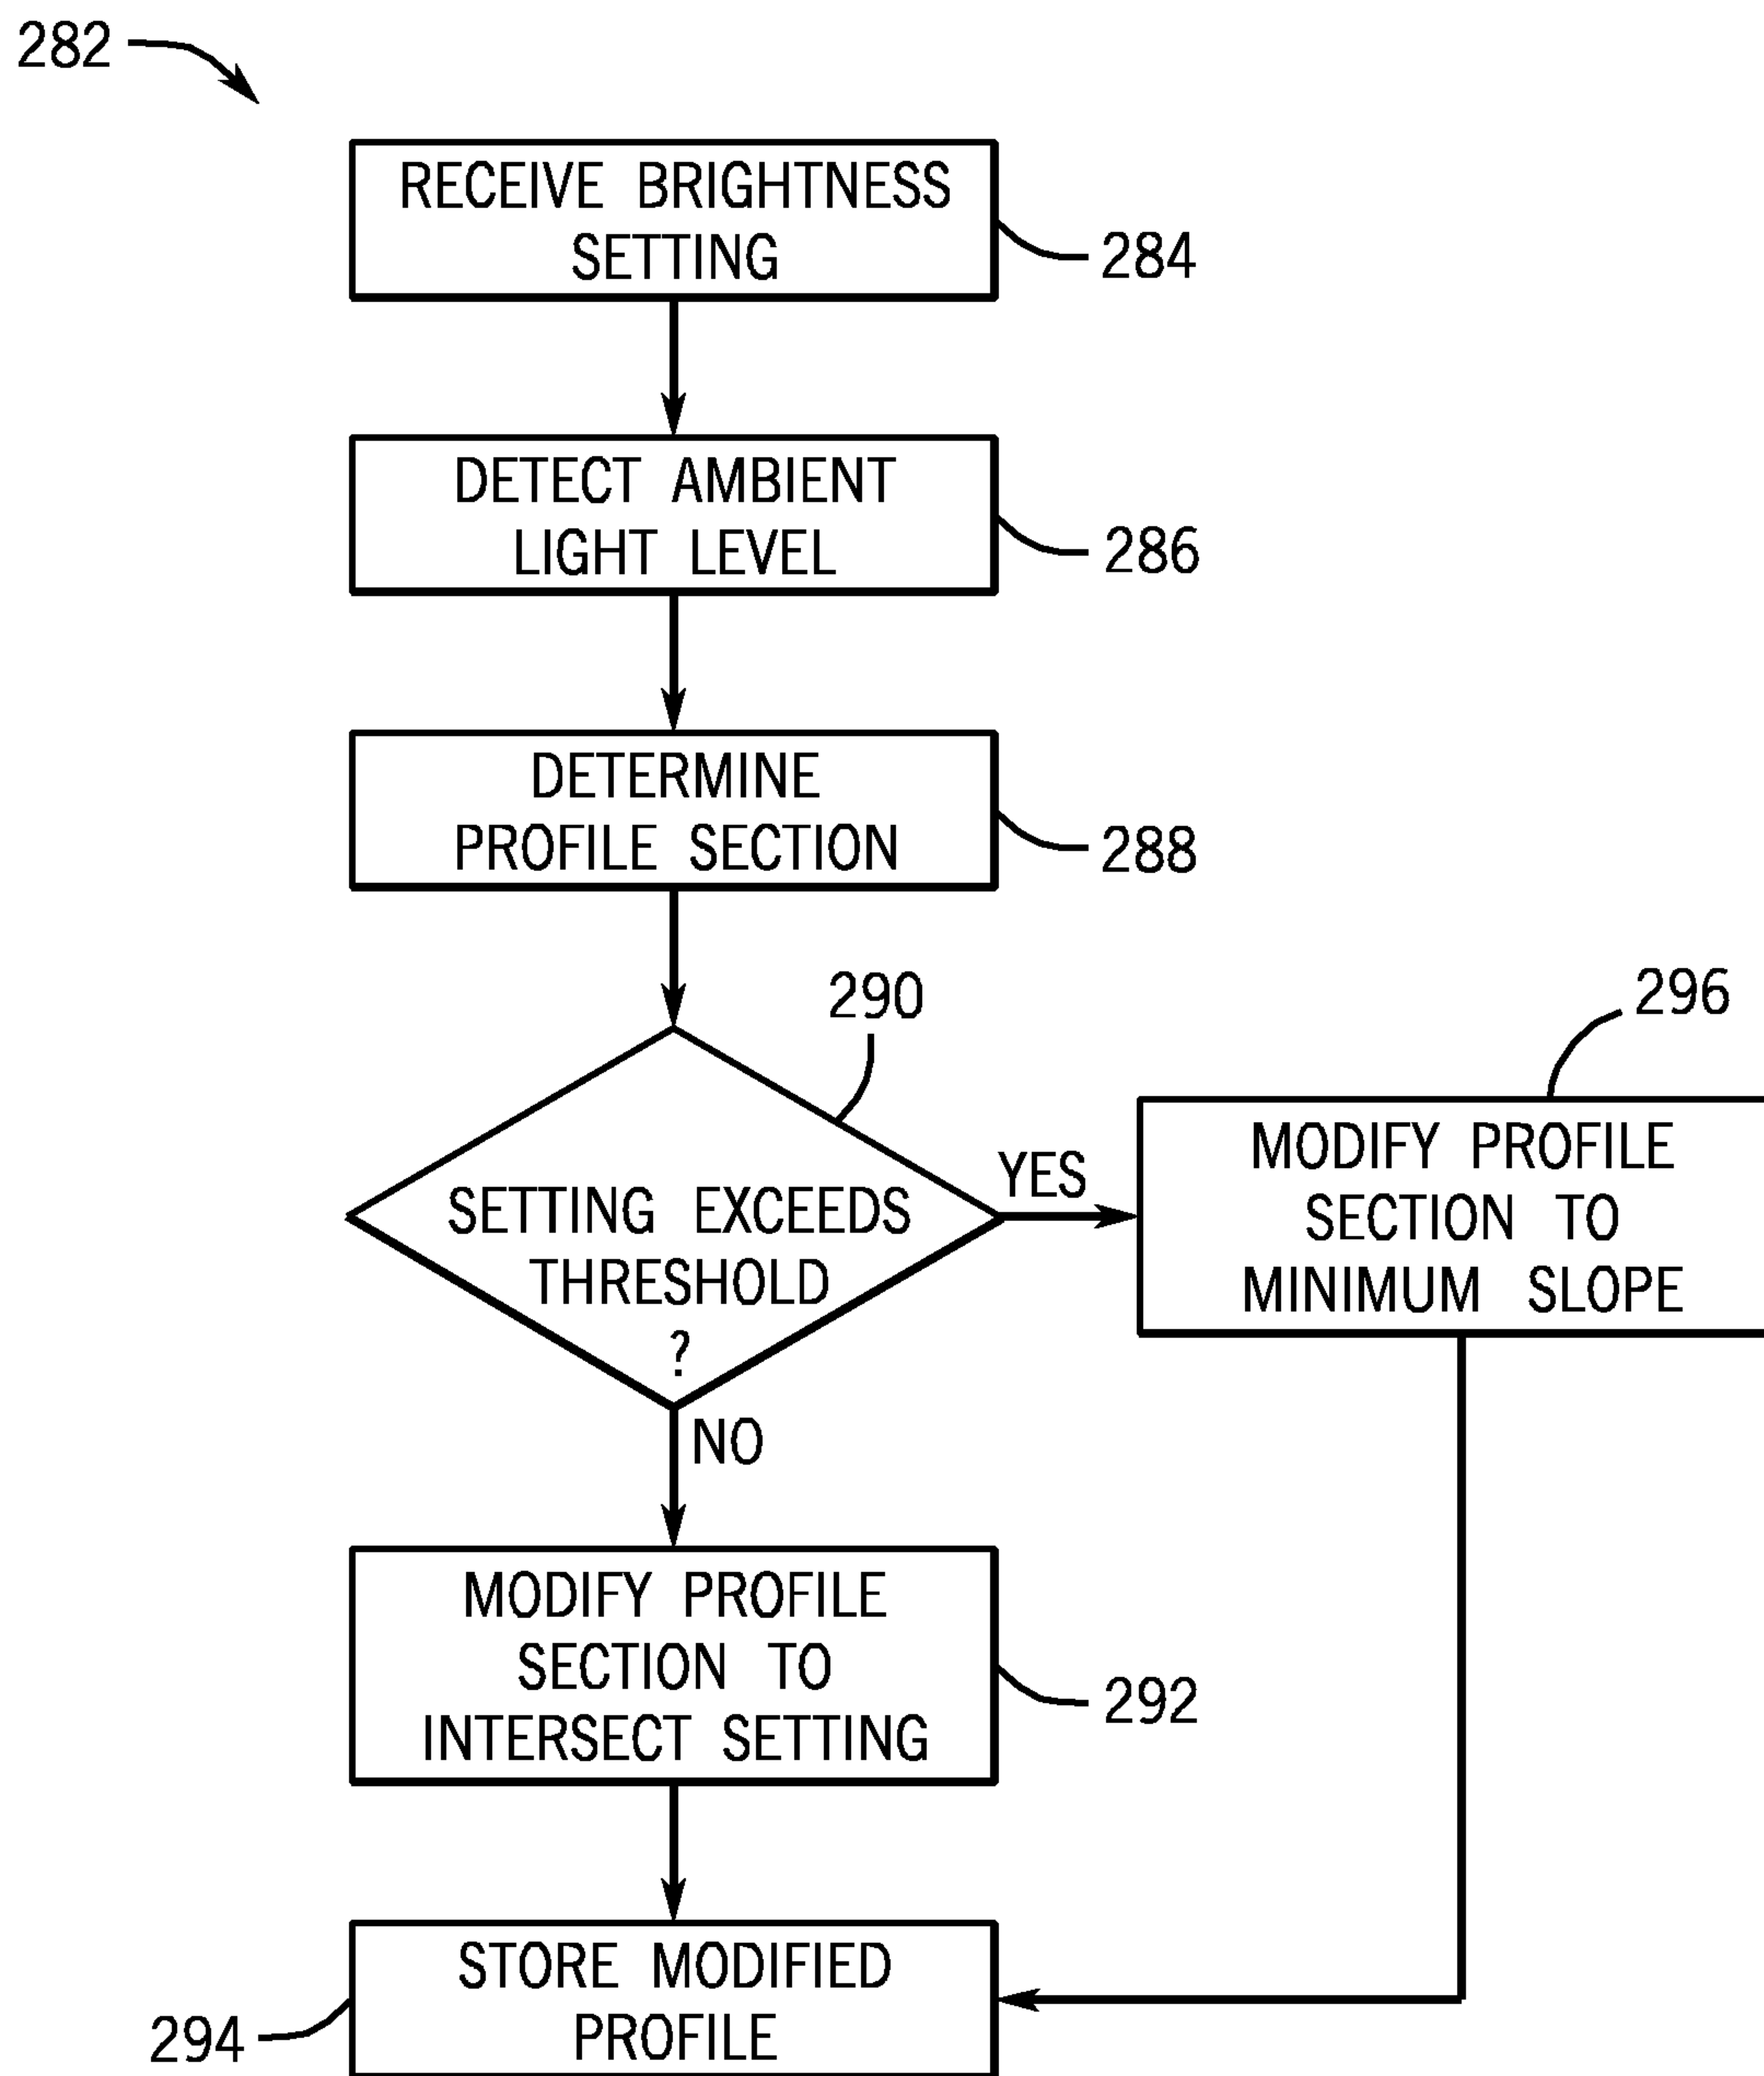 282
RECEIVE BRIGHTNESS
SETTING
284
DETECT AMBIENT
LIGHT LEVEL
286
DETERMINE
PROFILE SECTION
288
290
SETTING EXCEEDS
THRESHOLD
?
YES
296
MODIFY PROFILE
SECTION TO
MINIMUM SLOPE
NO
MODIFY PROFILE
SECTION TO
INTERSECT SETTING
292
STORE MODIFIED
PROFILE
294